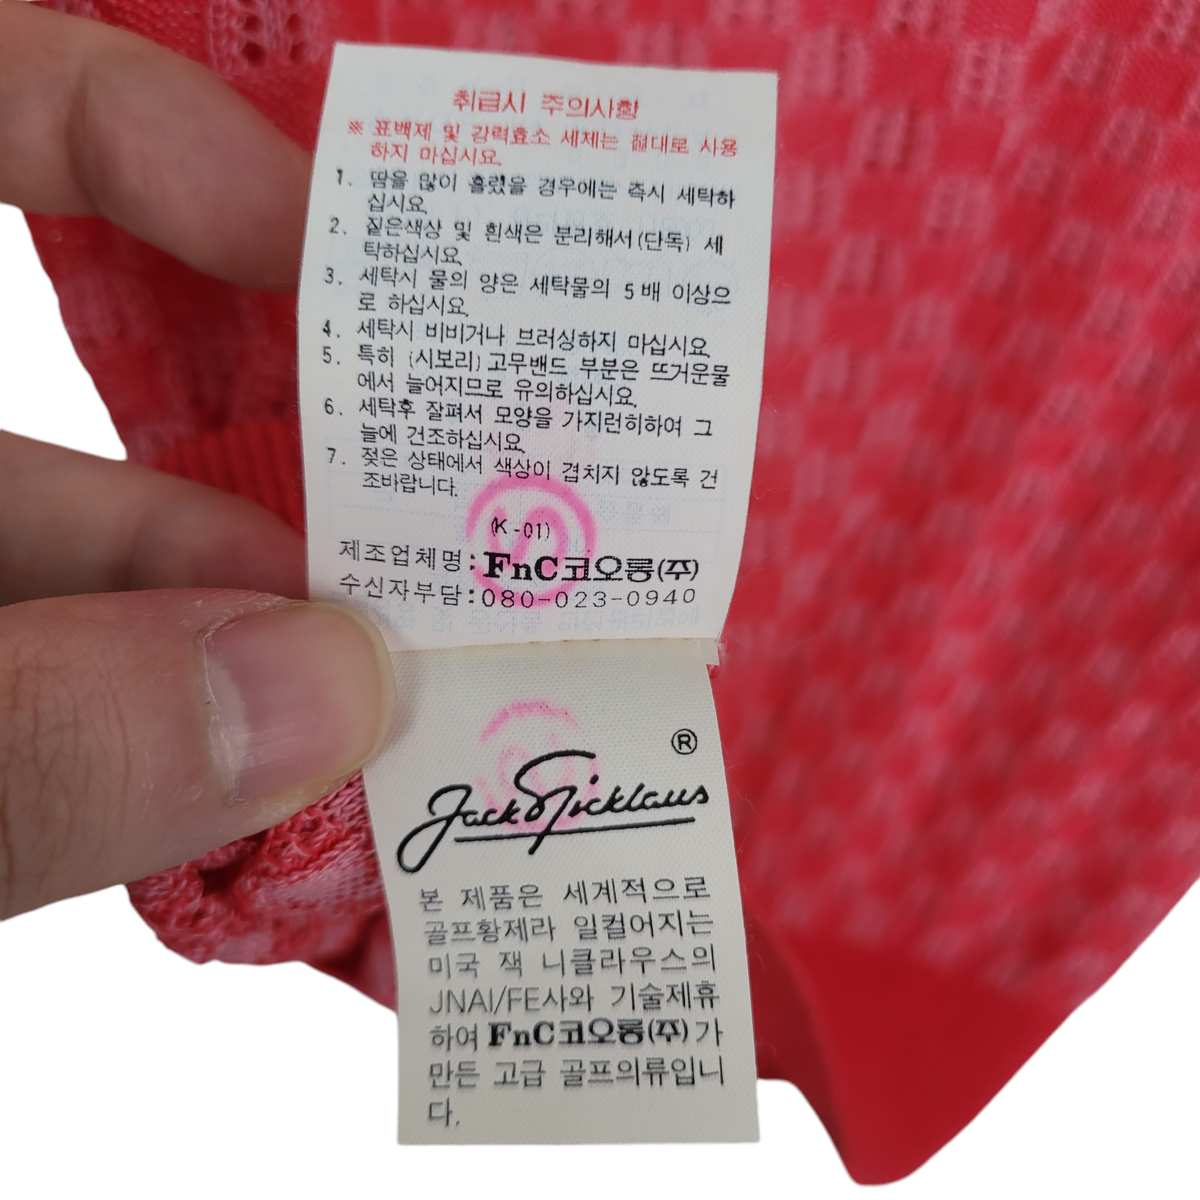 취급시 주의사항
※ 표백제 및 강력효소 세제는 절대로 사용
하지 마십시요.
1. 땀을 많이 흘렸을 경우에는 즉시 세탁하
십시요.
2. 짙은색상 및 흰색은 분리해서(단독) 세
탁하십시요.
3. 세탁시 물의 양은 세탁물의 5배 이상으
로 하십시요.
4. 세탁시 비비거나 브러싱하지 마십시요.
5. 특히 (시보리)고무밴드 부분은 뜨거운물
에서 늘어지므로 유의하십시요.
6. 세탁후 잘펴서 모양을 가지런히하여 그
늘에 건조하십시요.
7. 젖은 상태에서 색상이 겹치지 않도록 건
조바랍니다.
(K-01)
제조업체명:FnC코오롱(주)
수신자부담:080-023-0940
®
Jack Nicklaus
본 제품은 세계적으로
골프황제라 일컬어지는
미국 잭 니클라우스의
JNAI/FE사와 기술제휴
하여 FnC코오롱(주)가
만든 고급 골프의류입니
다.